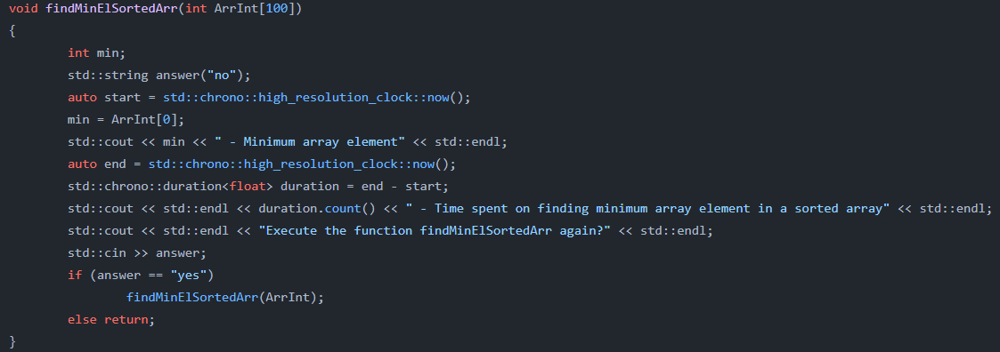 void findMinElSortedArr(int ArrInt[100])
{
        int min;
        std::string answer("no");
        auto start = std::chrono::high_resolution_clock::now();
        min = ArrInt[0];
        std::cout << min << " - Minimum array element" << std::endl;
        auto end = std::chrono::high_resolution_clock::now();
        std::chrono::duration<float> duration = end - start;
        std::cout << std::endl << duration.count() << " - Time spent on finding minimum array element in a sorted array" << std::endl;
        std::cout << std::endl << "Execute the function findMinElSortedArr again?" << std::endl;
        std::cin >> answer;
        if (answer == "yes")
                findMinElSortedArr(ArrInt);
        else return;
}